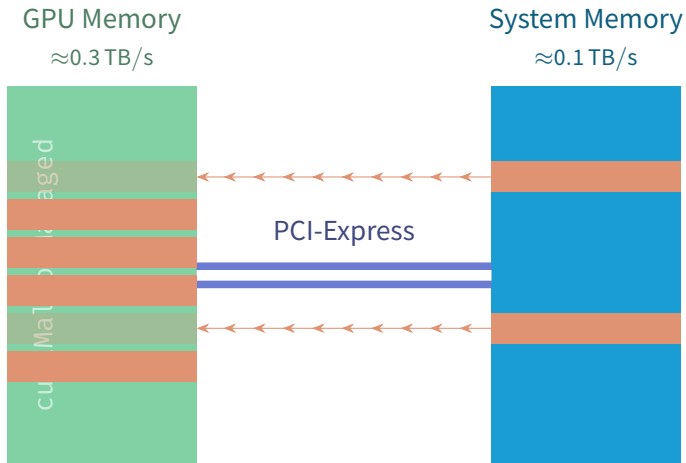 GPU Memory
≈0.3 TB/s
System Memory
≈0.1 TB/s
PCI-Express